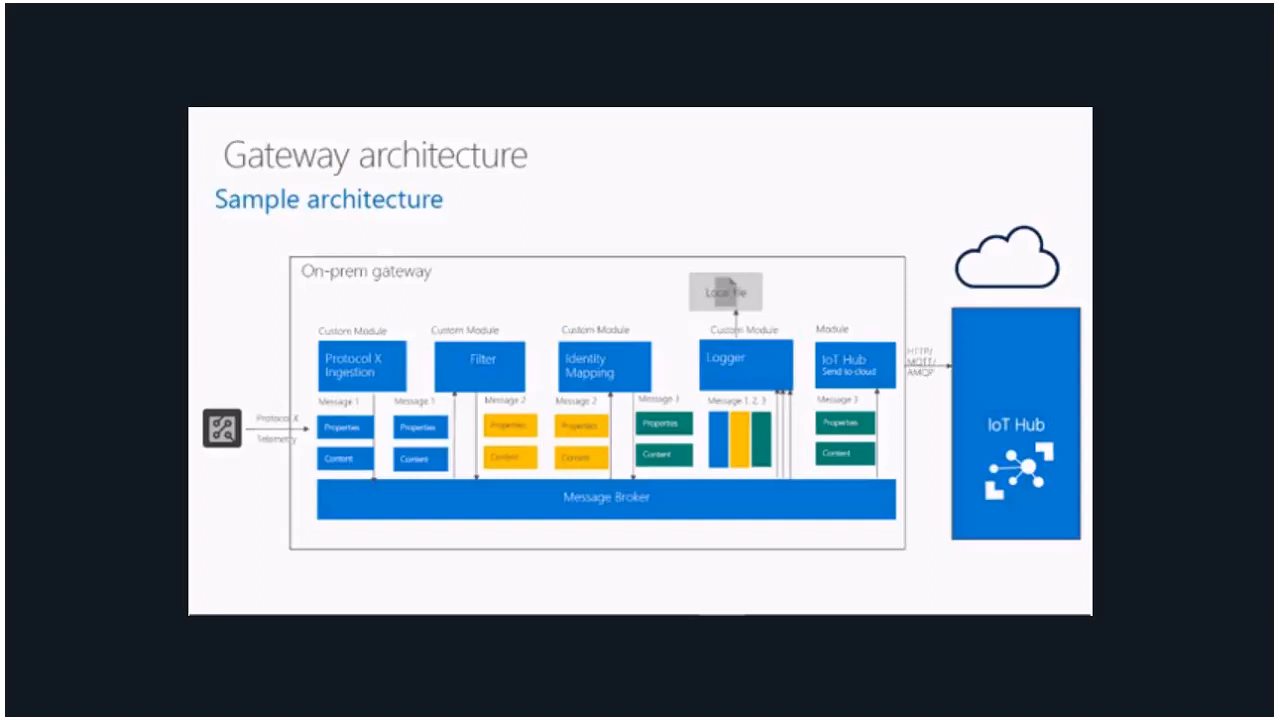 Gateway architecture
Sample architecture
On-prem gateway
Local file
Custom Module
Custom Module
Custom Module
Custom Module
Module
Protocol X
Ingestion
Filter
Identity
Mapping
Logger
IoT Hub
Send to cloud
HTTP/
MQTT/
AMQP
Message 1
Message 1
Message 2
Message 2
Message 3
Message 1, 2, 3
Message 3
Protocol X
Telemetry
Properties
Properties
Properties
Properties
Properties
Properties
Content
Content
Content
Content
Content
Content
Message Broker
IoT Hub